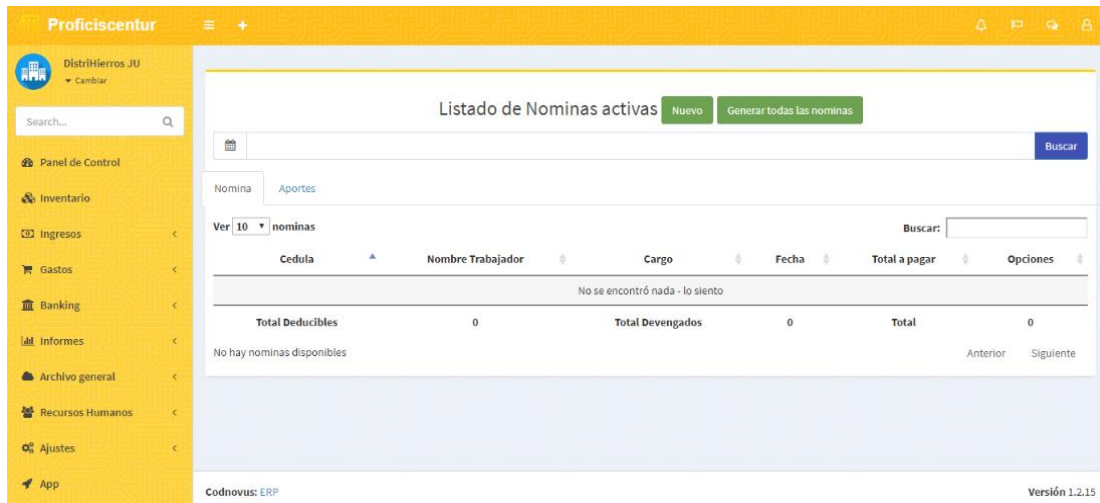 Proficiscentur
DistriHierros JU
Cambiar
Search...
Panel de Control
Inventario
Ingresos
Gastos
Banking
Informes
Archivo general
Recursos Humanos
Ajustes
App
Listado de Nominas activas Nuevo Generar todas las nominas
Buscar
Nomina Aportes
Ver 10 nominas Buscar:
Cedula Nombre Trabajador Cargo Fecha Total a pagar Opciones
No se encontró nada - lo siento
Total Deducibles 0 Total Devengados 0 Total 0
No hay nominas disponibles Anterior Siguiente
Codnovus: ERP Versión 1.2.15